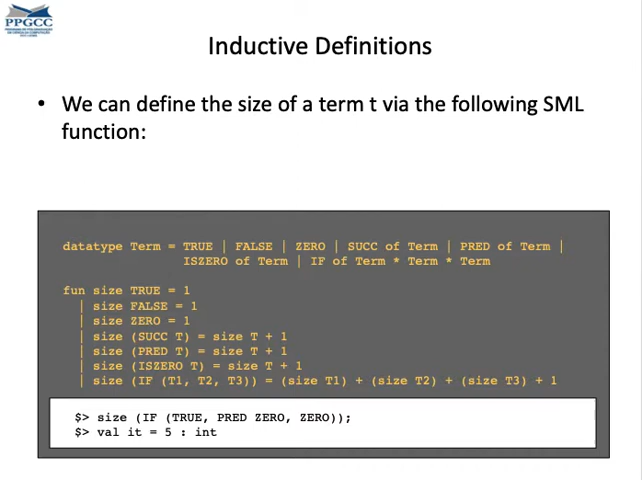 PPGCC
Inductive Definitions
• We can define the size of a term t via the following SML
function:
datatype Term = TRUE | FALSE | ZERO | SUCC of Term | PRED of Term |
ISZERO of Term | IF of Term * Term * Term
fun size TRUE = 1
| size FALSE = 1
| size ZERO = 1
| size (SUCC T) = size T + 1
| size (PRED T) = size T + 1
| size (ISZERO T) = size T + 1
| size (IF (T1, T2, T3)) = (size T1) + (size T2) + (size T3) + 1
$> size (IF (TRUE, PRED ZERO, ZERO));
$> val it = 5 : int